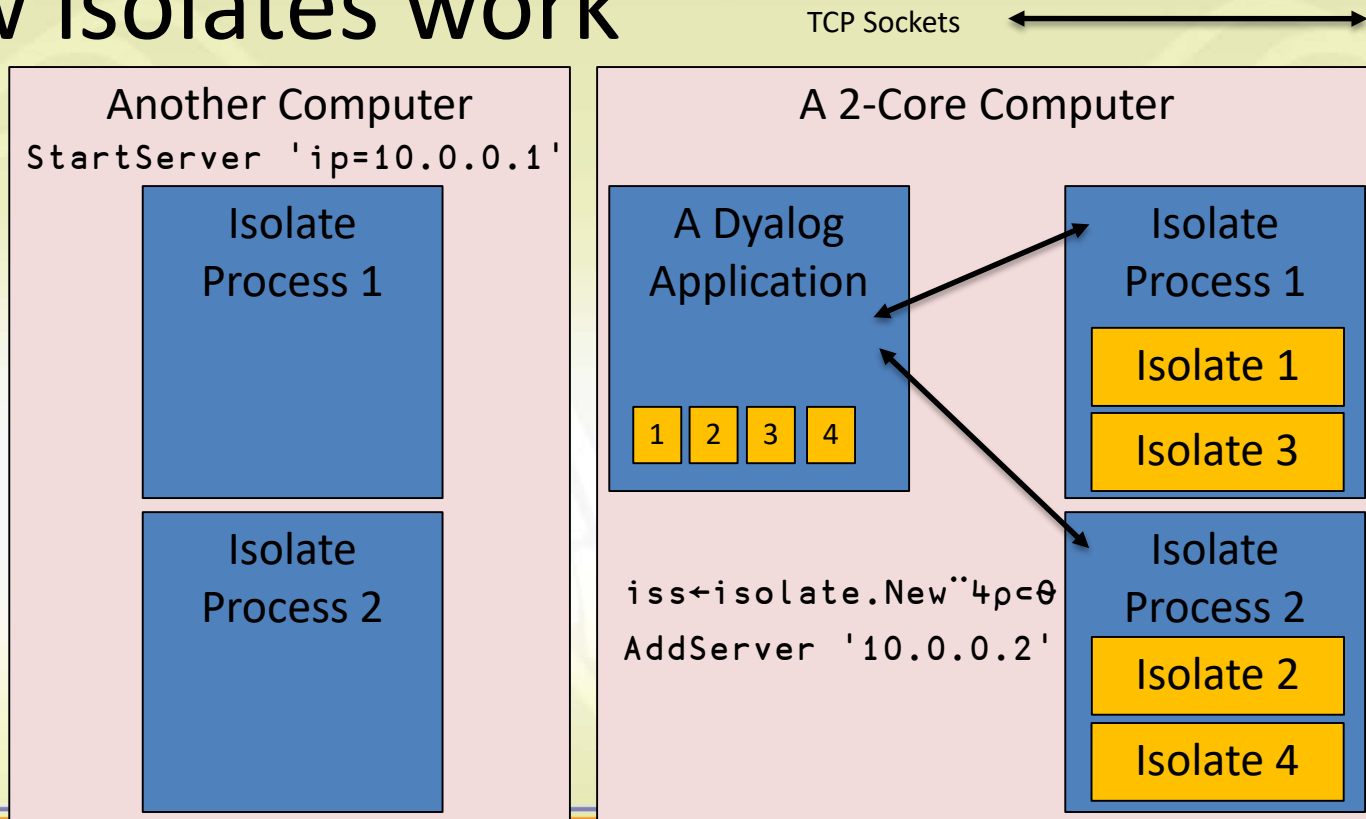 isolates work
TCP Sockets
Another Computer
StartServer 'ip=10.0.0.1'
Isolate
Process 1
Isolate
Process 2
A 2-Core Computer
A Dyalog
Application
1 2 3 4
iss←isolate.New¨4⍴⊂⍬
AddServer '10.0.0.2'
Isolate
Process 1
Isolate 1
Isolate 3
Isolate
Process 2
Isolate 2
Isolate 4